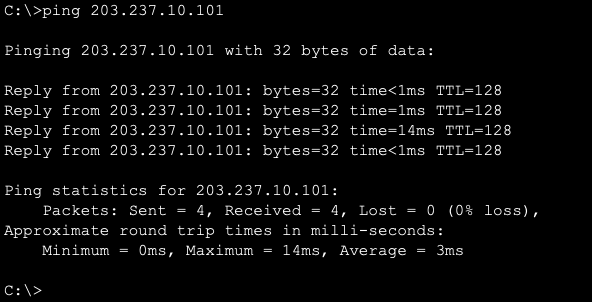 C:\>ping 203.237.10.101
Pinging 203.237.10.101 with 32 bytes of data:
Reply from 203.237.10.101: bytes=32 time<1ms TTL=128
Reply from 203.237.10.101: bytes=32 time=1ms TTL=128
Reply from 203.237.10.101: bytes=32 time=14ms TTL=128
Reply from 203.237.10.101: bytes=32 time<1ms TTL=128
Ping statistics for 203.237.10.101:
Packets: Sent = 4, Received = 4, Lost = 0 (0% loss),
Approximate round trip times in milli-seconds:
Minimum = 0ms, Maximum = 14ms, Average = 3ms
C:\>